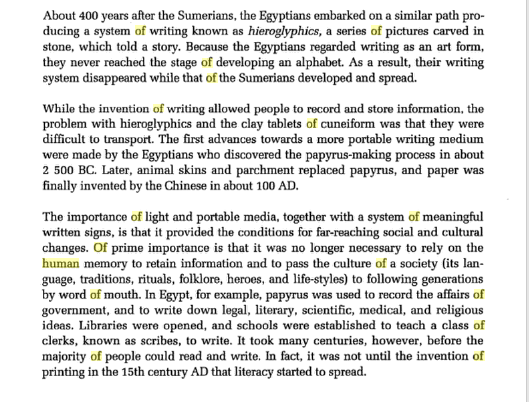 About 400 years after the Sumerians, the Egyptians embarked on a similar path pro-
ducing a system of writing known as hieroglyphics, a series of pictures carved in
stone, which told a story. Because the Egyptians regarded writing as an art form,
they never reached the stage of developing an alphabet. As a result, their writing
system disappeared while that of the Sumerians developed and spread.
While the invention of writing allowed people to record and store information, the
problem with hieroglyphics and the clay tablets of cuneiform was that they were
difficult to transport. The first advances towards a more portable writing medium
were made by the Egyptians who discovered the papyrus-making process in about
2 500 BC. Later, animal skins and parchment replaced papyrus, and paper was
finally invented by the Chinese in about 100 AD.
The importance of light and portable media, together with a system of meaningful
written signs, is that it provided the conditions for far-reaching social and cultural
changes. Of prime importance is that it was no longer necessary to rely on the
human memory to retain information and to pass the culture of a society (its lan-
guage, traditions, rituals, folklore, heroes, and life-styles) to following generations
by word of mouth. In Egypt, for example, papyrus was used to record the affairs of
government, and to write down legal, literary, scientific, medical, and religious
ideas. Libraries were opened, and schools were established to teach a class of
clerks, known as scribes, to write. It took many centuries, however, before the
majority of people could read and write. In fact, it was not until the invention of
printing in the 15th century AD that literacy started to spread.